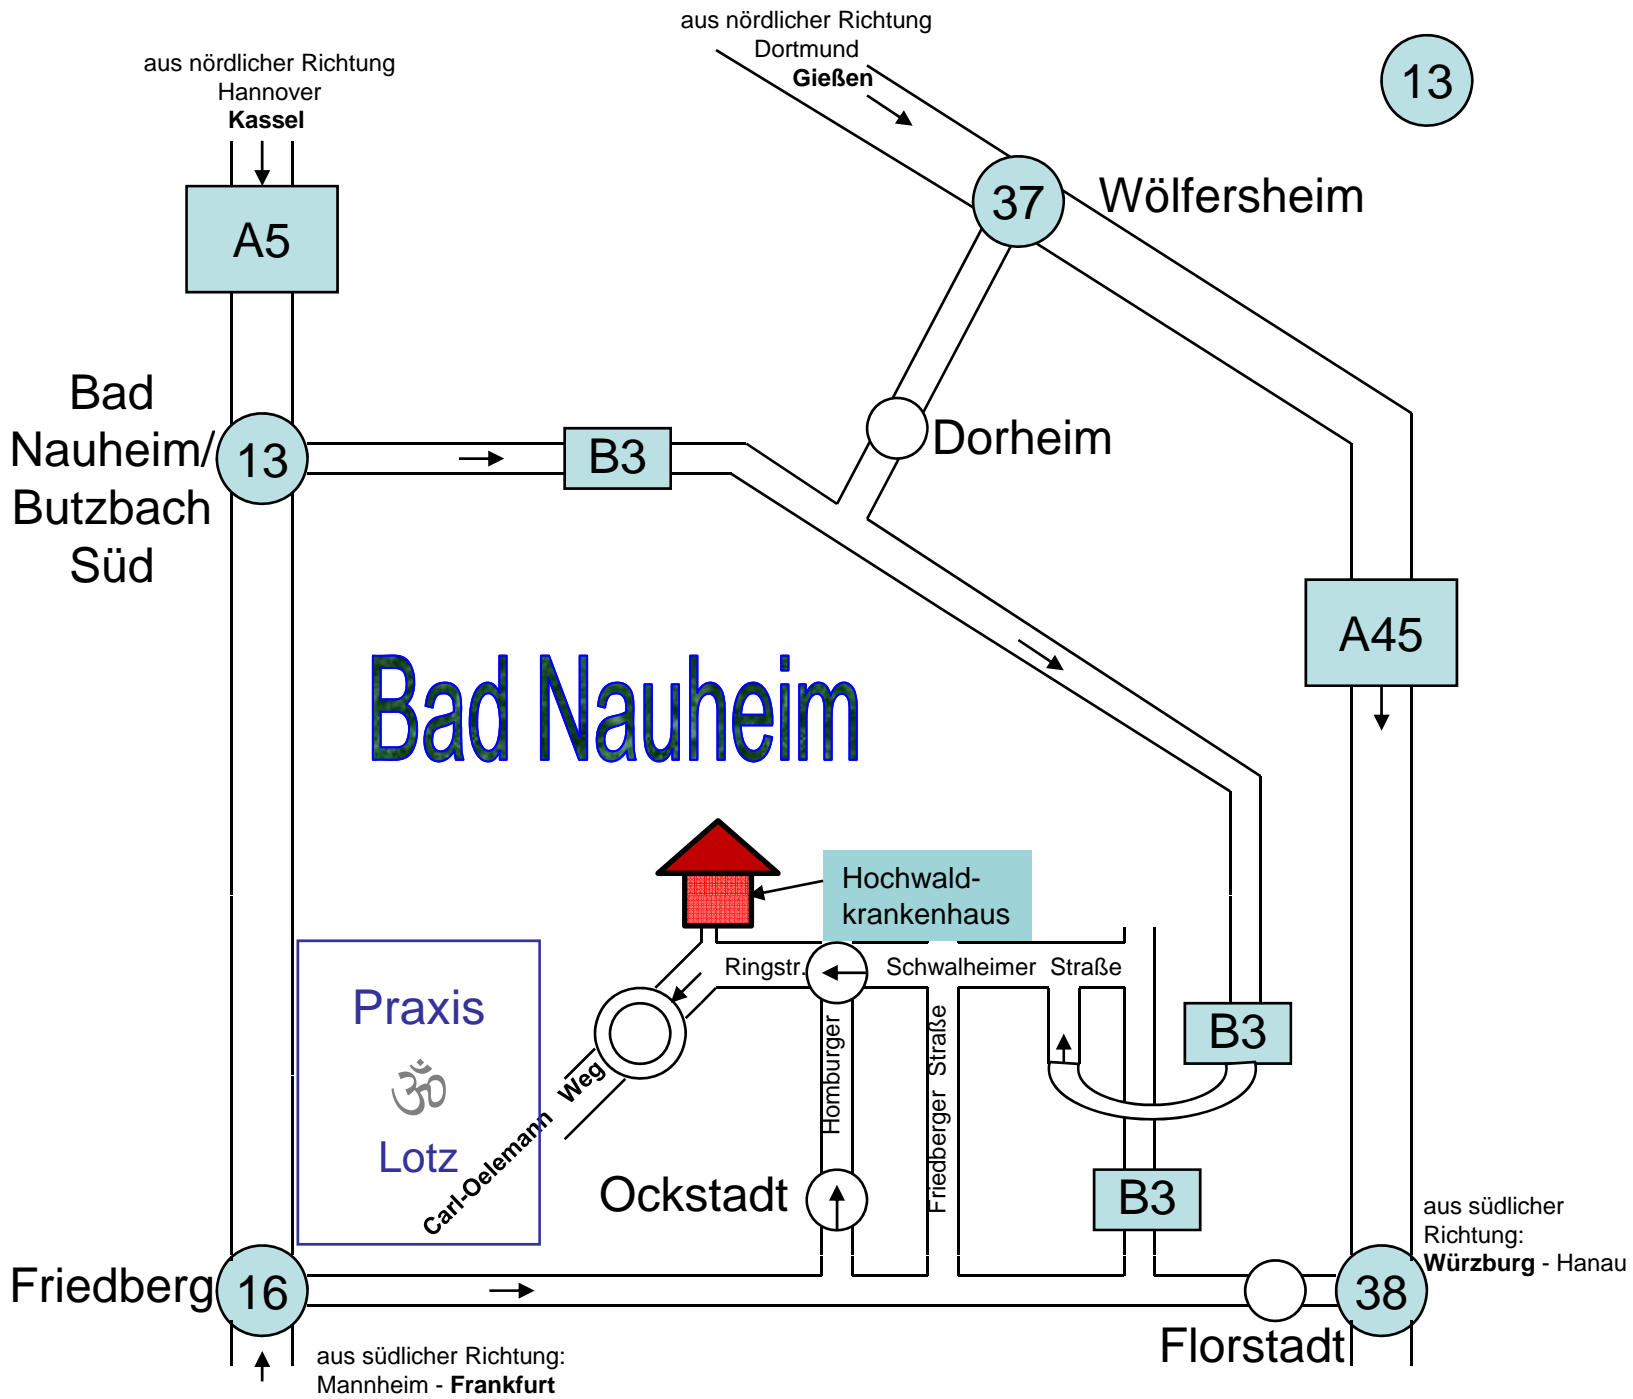 aus nördlicher Richtung
Dortmund
Gießen
aus nördlicher Richtung
Hannover
Kassel
13
37
Wölfersheim
A5
Bad
Nauheim/
Butzbach
Süd
13
B3
Dorheim
A45
Bad Nauheim
Hochwald-
krankenhaus
Ringstr.
Schwalheimer Straße
Praxis
ॐ
Lotz
Carl-Oelemann Weg
Homburger
Friedberger Straße
B3
Ockstadt
B3
aus südlicher
Richtung:
Würzburg - Hanau
Friedberg
16
38
Florstadt
aus südlicher Richtung:
Mannheim - Frankfurt